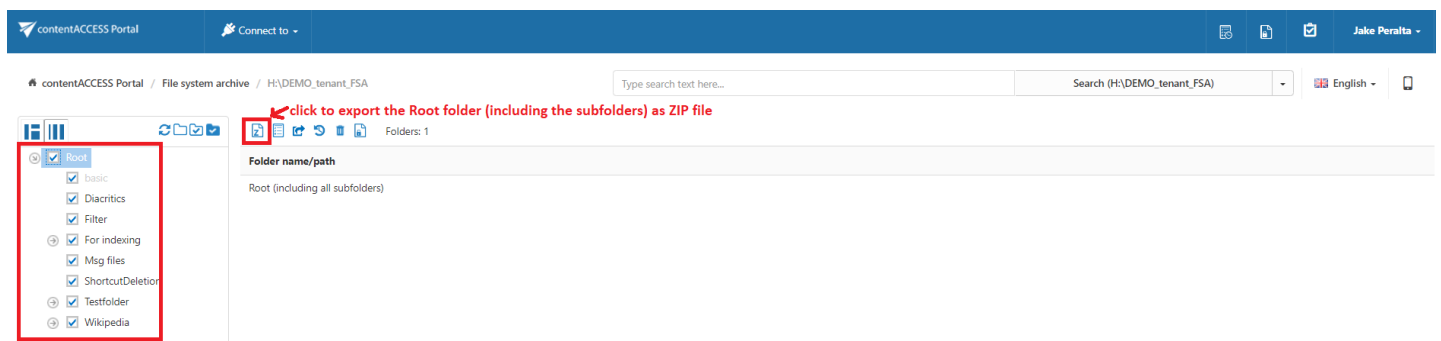 contentACCESS Portal
Connect to
Jake Peralta
contentACCESS Portal / File system archive / H:\DEMO_tenant_FSA
Type search text here...
Search (H:\DEMO_tenant_FSA)
English
click to export the Root folder (including the subfolders) as ZIP file
Folders: 1
Root
Folder name/path
basic
Root (including all subfolders)
Diacritics
Filter
For indexing
Msg files
ShortcutDeletion
Testfolder
Wikipedia